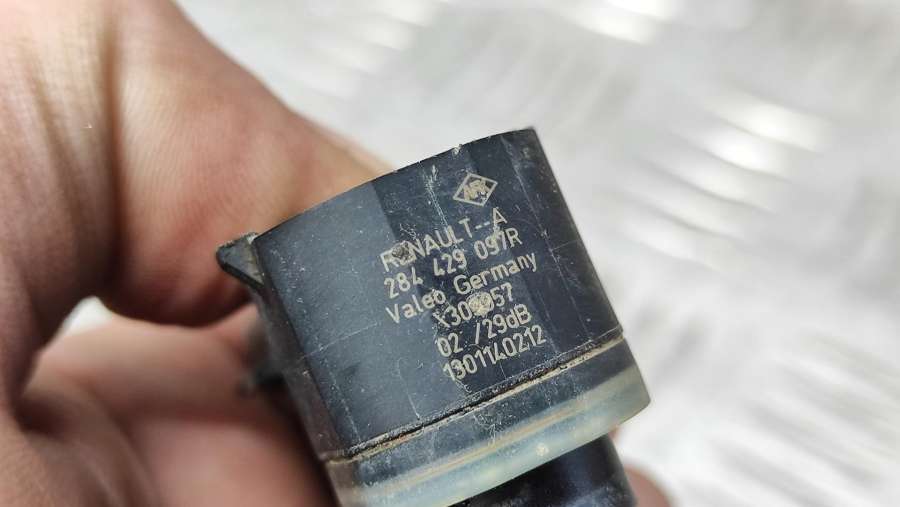 RENAULT--A
284 429 097R
Valeo Germany
02 /29dB
1301140212